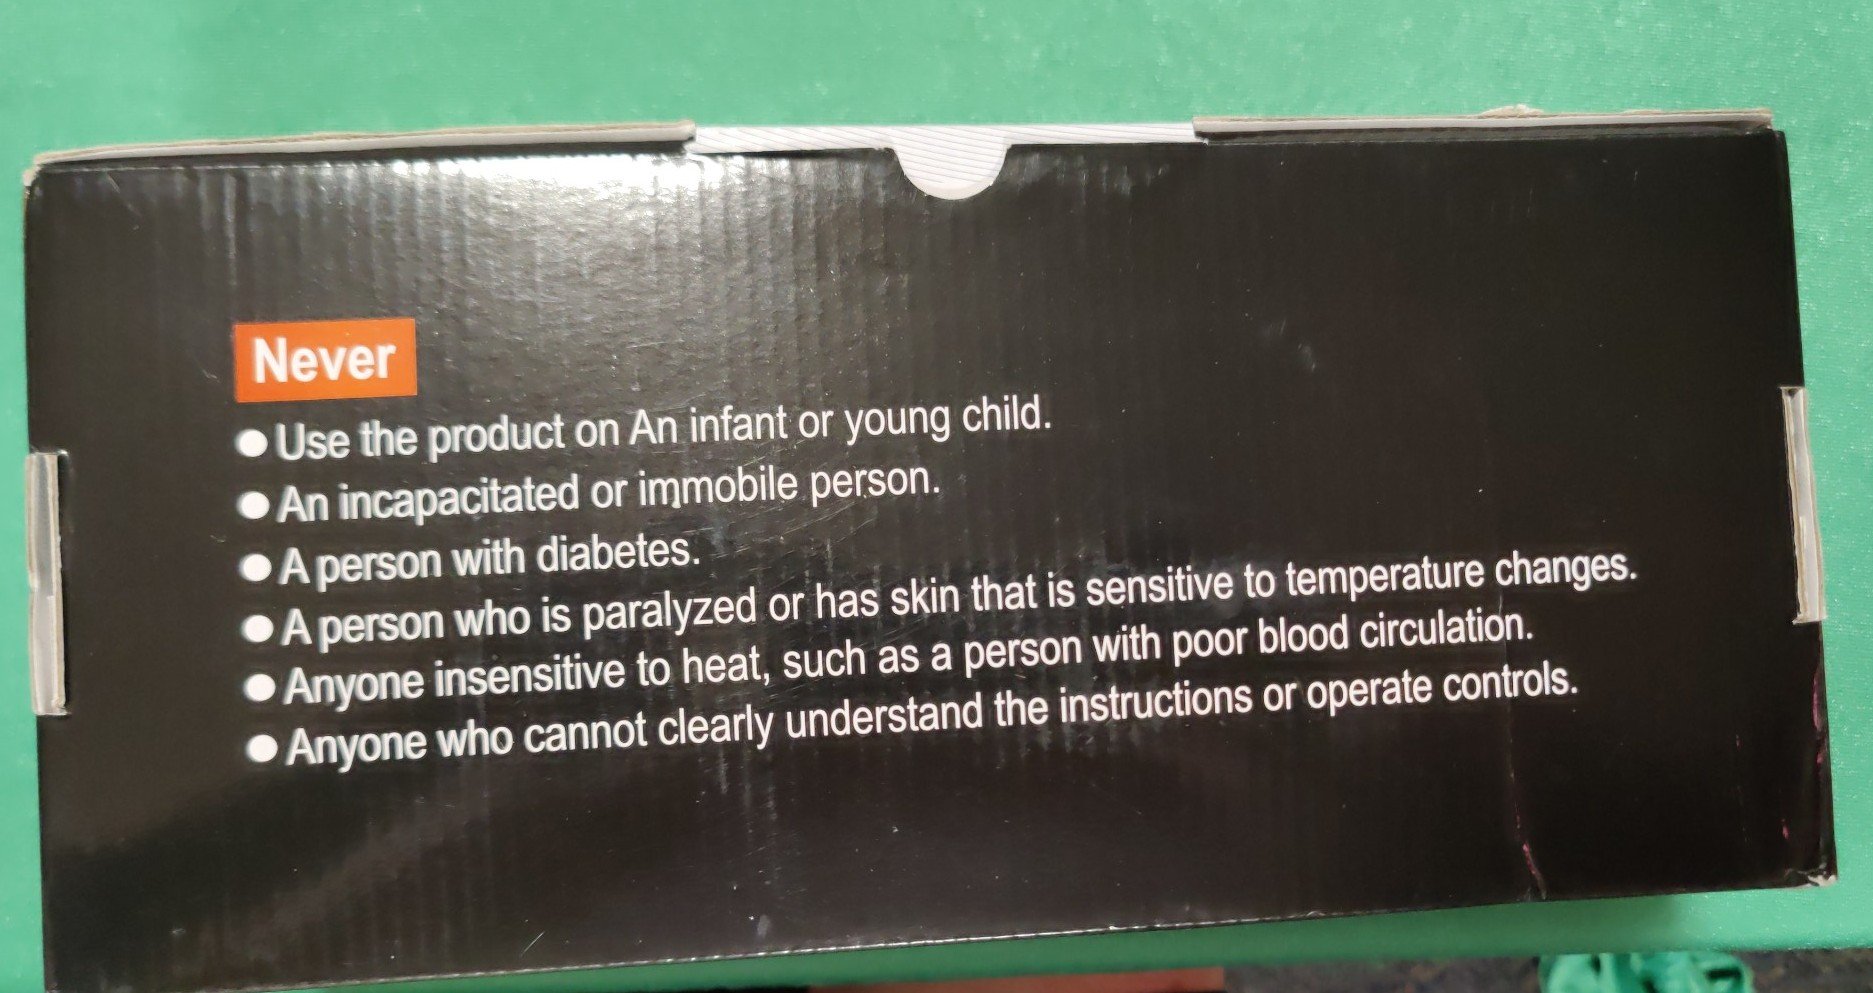 Never
● Use the product on An infant or young child.
● An incapacitated or immobile person.
● A person with diabetes.
● A person who is paralyzed or has skin that is sensitive to temperature changes.
● Anyone insensitive to heat, such as a person with poor blood circulation.
● Anyone who cannot clearly understand the instructions or operate controls.